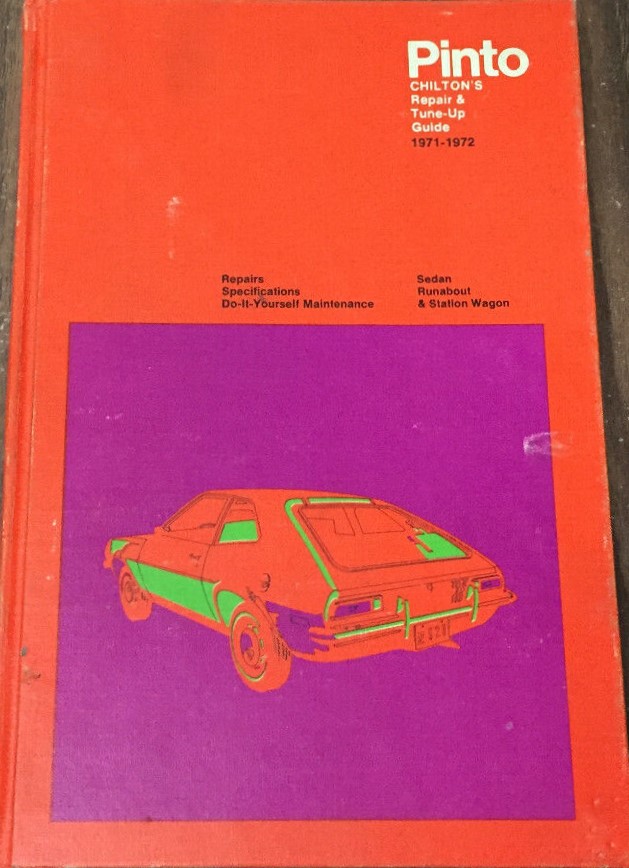 Pinto
CHILTON'S
Repair &
Tune-Up
Guide
1971-1972
Repairs
Specifications
Do-It-Yourself Maintenance
Sedan
Runabout
& Station Wagon